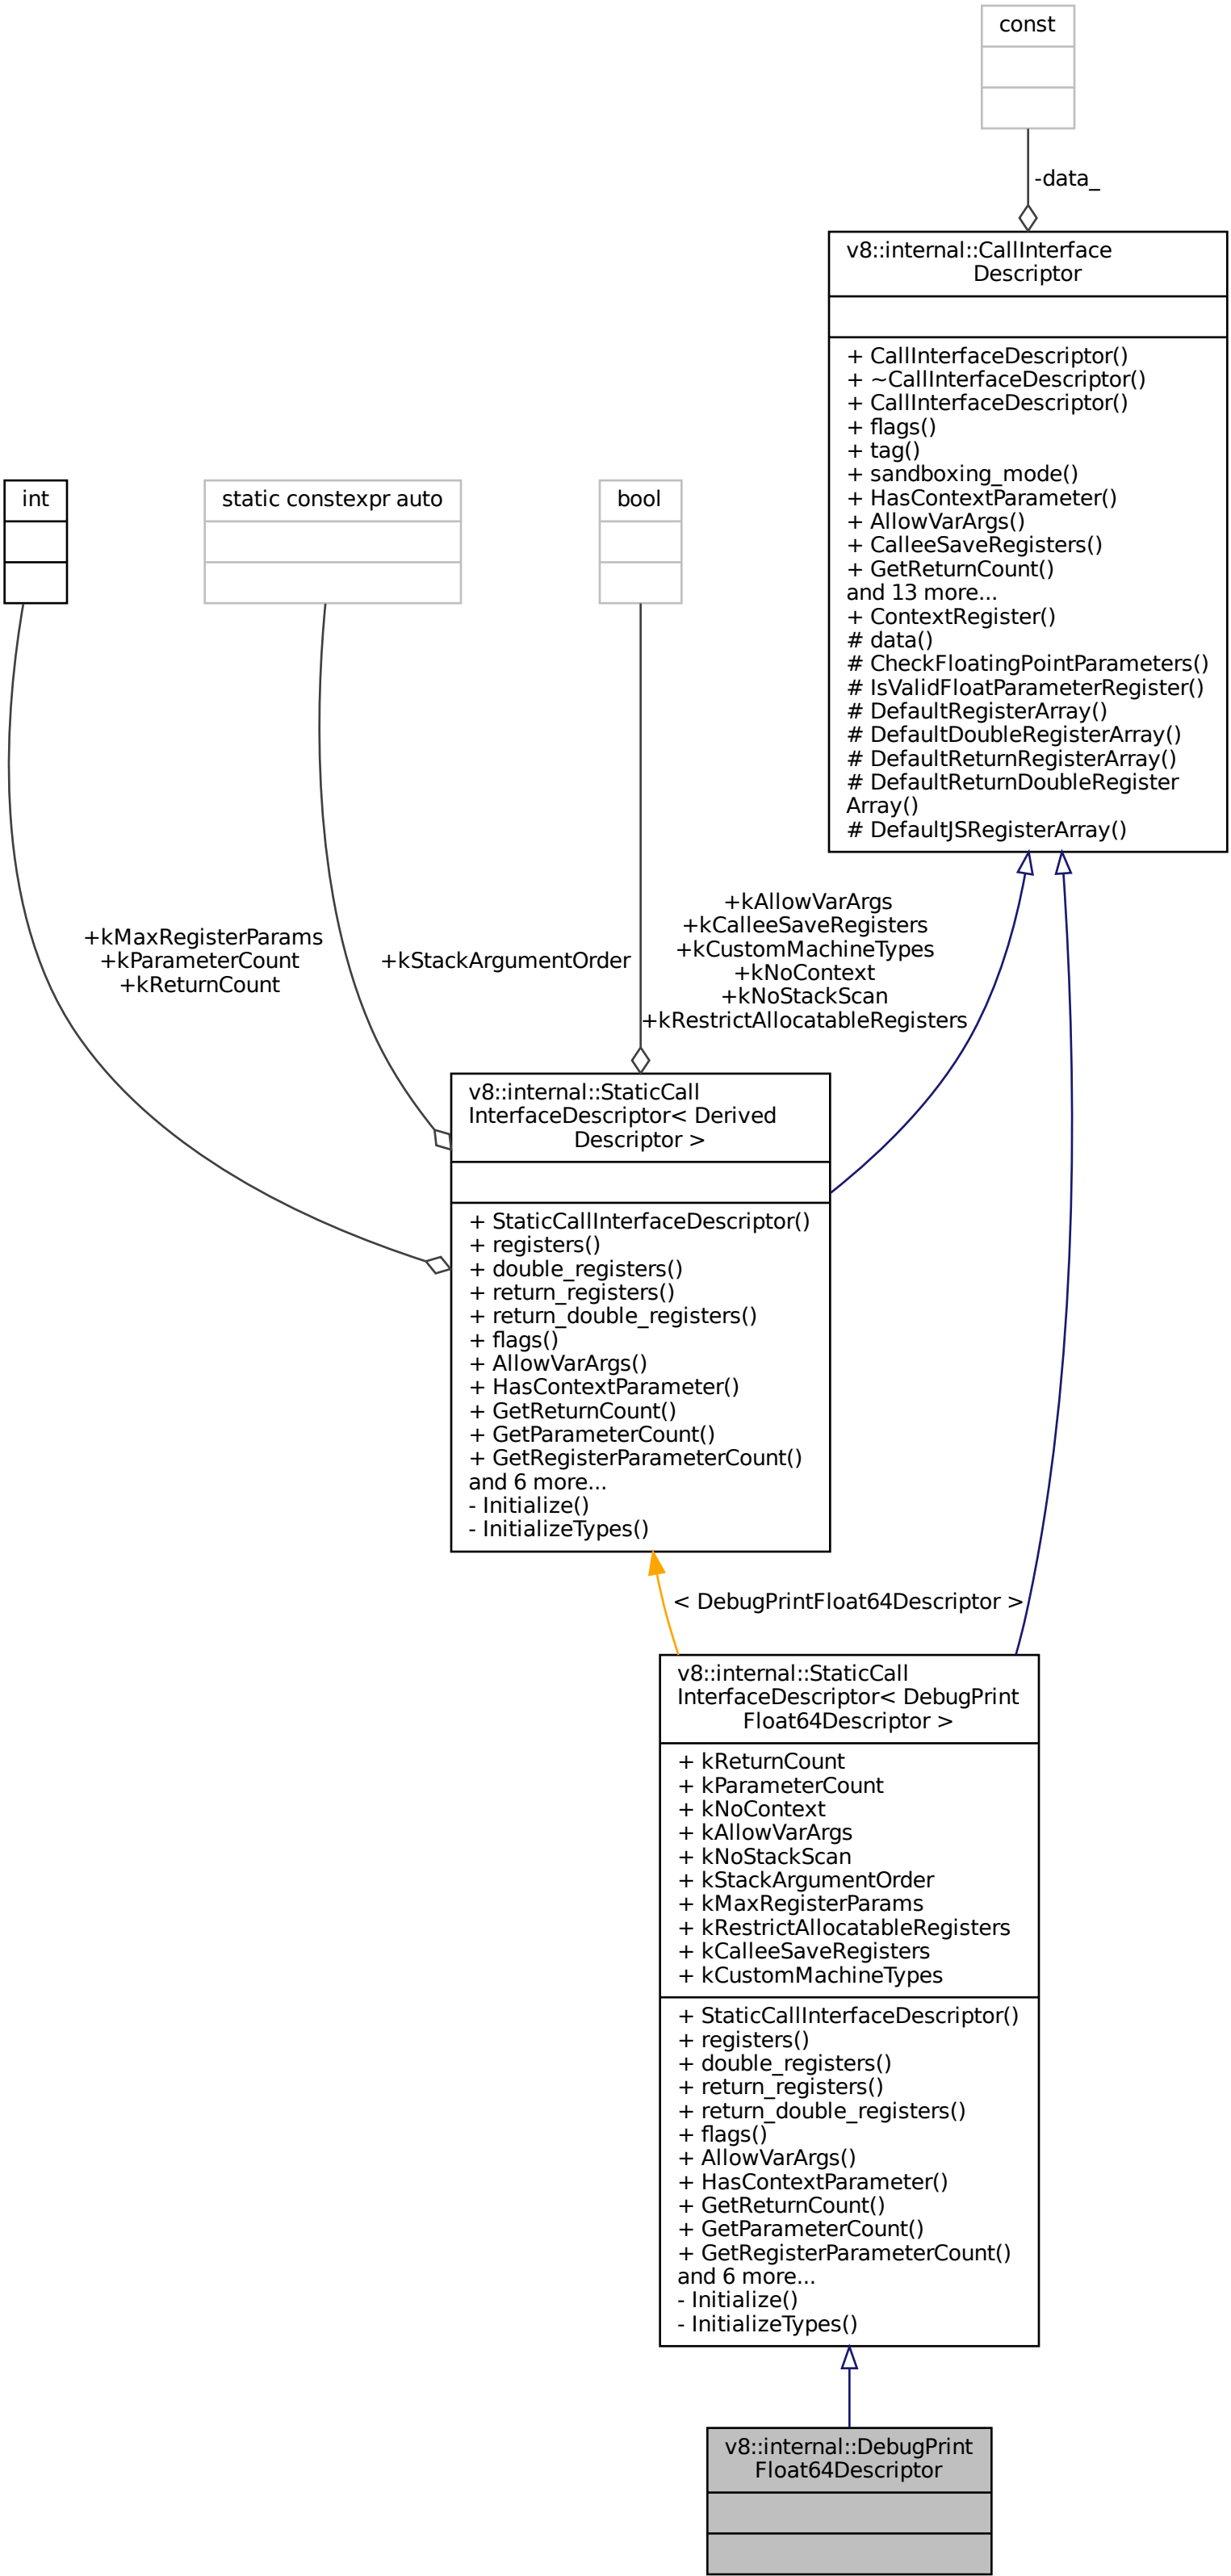 const
-data_
v8::internal::CallInterface
Descriptor
+ CallInterfaceDescriptor()
+ ~CallInterfaceDescriptor()
+ CallInterfaceDescriptor()
+ flags()
+ tag()
+ sandboxing_mode()
+ HasContextParameter()
+ AllowVarArgs()
+ CalleeSaveRegisters()
+ GetReturnCount()
and 13 more...
+ ContextRegister()
# data()
# CheckFloatingPointParameters()
# IsValidFloatParameterRegister()
# DefaultRegisterArray()
# DefaultDoubleRegisterArray()
# DefaultReturnRegisterArray()
# DefaultReturnDoubleRegister
Array()
# DefaultJSRegisterArray()
int
static constexpr auto
bool
+kMaxRegisterParams
+kParameterCount
+kReturnCount
+kStackArgumentOrder
+kAllowVarArgs
+kCalleeSaveRegisters
+kCustomMachineTypes
+kNoContext
+kNoStackScan
+kRestrictAllocatableRegisters
v8::internal::StaticCall
InterfaceDescriptor< Derived
Descriptor >
+ StaticCallInterfaceDescriptor()
+ registers()
+ double_registers()
+ return_registers()
+ return_double_registers()
+ flags()
+ AllowVarArgs()
+ HasContextParameter()
+ GetReturnCount()
+ GetParameterCount()
+ GetRegisterParameterCount()
and 6 more...
- Initialize()
- InitializeTypes()
< DebugPrintFloat64Descriptor >
v8::internal::StaticCall
InterfaceDescriptor< DebugPrint
Float64Descriptor >
+ kReturnCount
+ kParameterCount
+ kNoContext
+ kAllowVarArgs
+ kNoStackScan
+ kStackArgumentOrder
+ kMaxRegisterParams
+ kRestrictAllocatableRegisters
+ kCalleeSaveRegisters
+ kCustomMachineTypes
+ StaticCallInterfaceDescriptor()
+ registers()
+ double_registers()
+ return_registers()
+ return_double_registers()
+ flags()
+ AllowVarArgs()
+ HasContextParameter()
+ GetReturnCount()
+ GetParameterCount()
+ GetRegisterParameterCount()
and 6 more...
- Initialize()
- InitializeTypes()
v8::internal::DebugPrint
Float64Descriptor